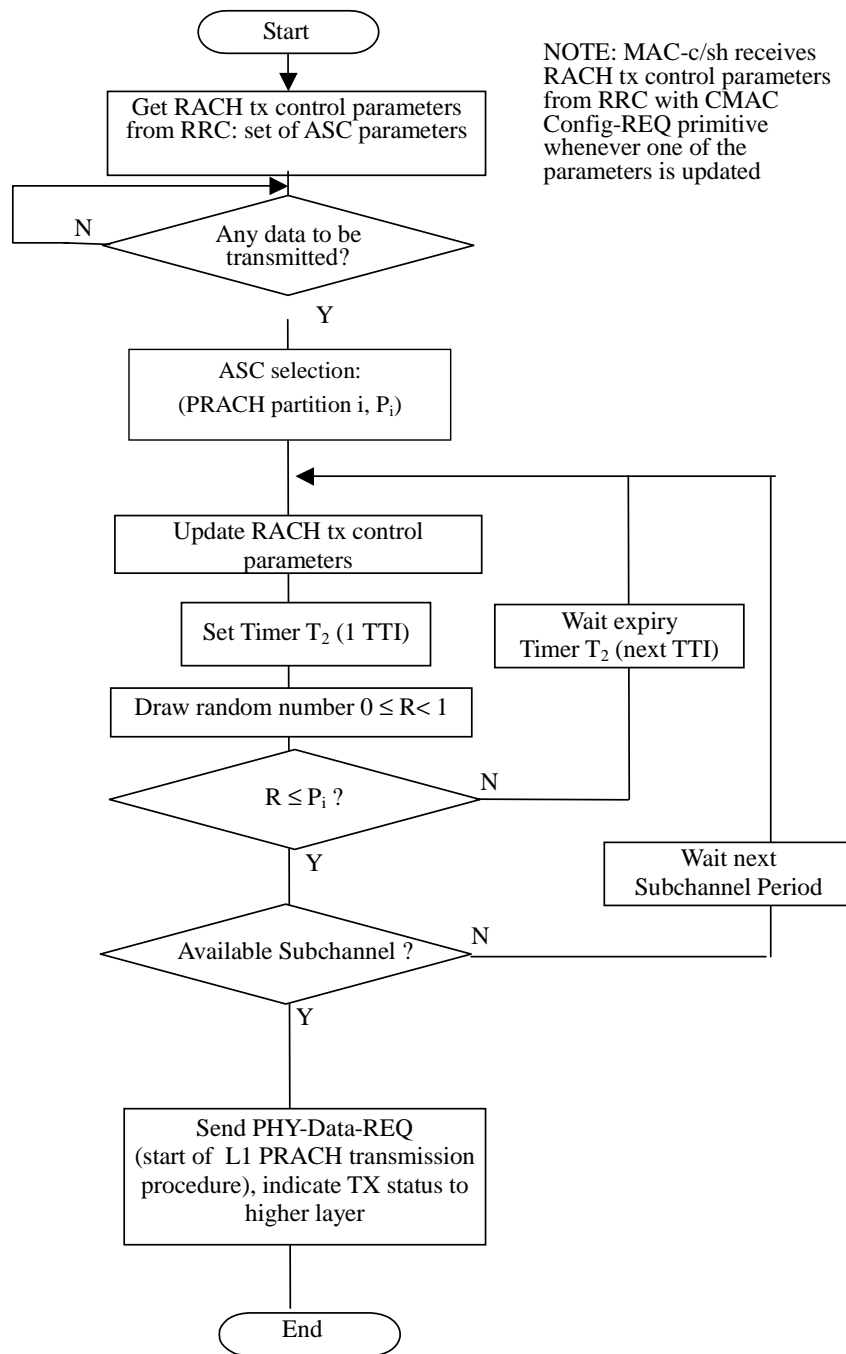 Start
NOTE: MAC-c/sh receives
RACH tx control parameters
from RRC with CMAC
Config-REQ primitive
whenever one of the
parameters is updated
Get RACH tx control parameters
from RRC: set of ASC parameters
N
Any data to be
transmitted?
Y
ASC selection:
(PRACH partition i, Pi)
Update RACH tx control
parameters
Set Timer T2 (1 TTI)
Wait expiry
Timer T2 (next TTI)
Draw random number 0 ≤ R< 1
N
R ≤ Pi ?
Y
Wait next
Subchannel Period
N
Available Subchannel ?
Y
Send PHY-Data-REQ
(start of L1 PRACH transmission
procedure), indicate TX status to
higher layer
End